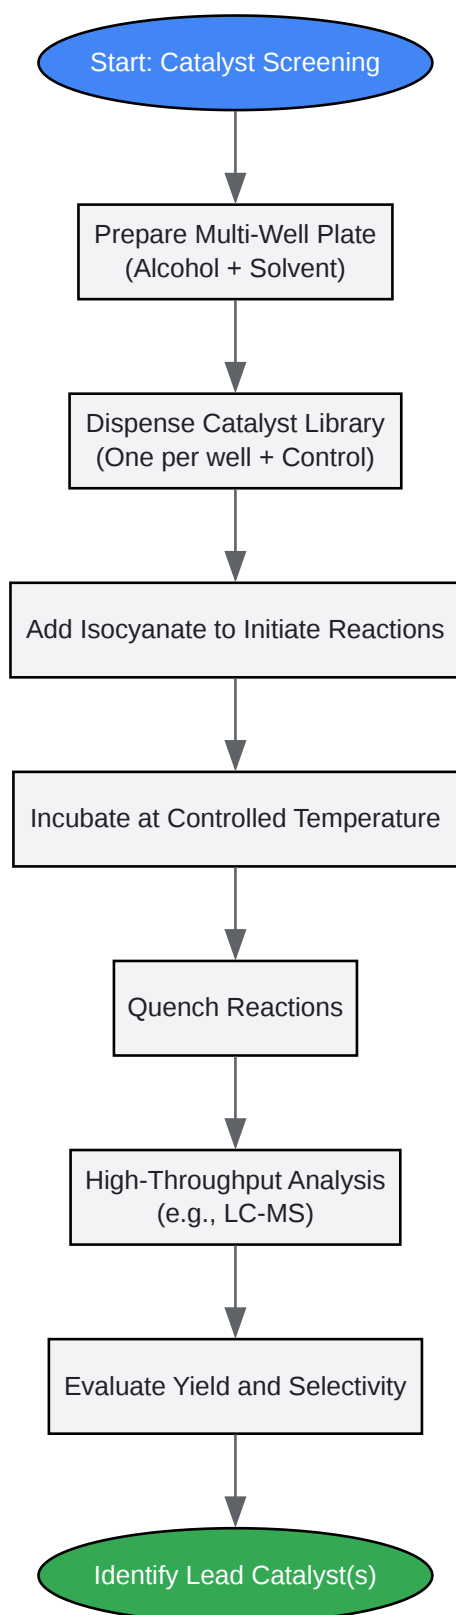 Start: Catalyst Screening
Prepare Multi-Well Plate
(Alcohol + Solvent)
Dispense Catalyst Library
(One per well + Control)
Add Isocyanate to Initiate Reactions
Incubate at Controlled Temperature
Quench Reactions
High-Throughput Analysis
(e.g., LC-MS)
Evaluate Yield and Selectivity
Identify Lead Catalyst(s)